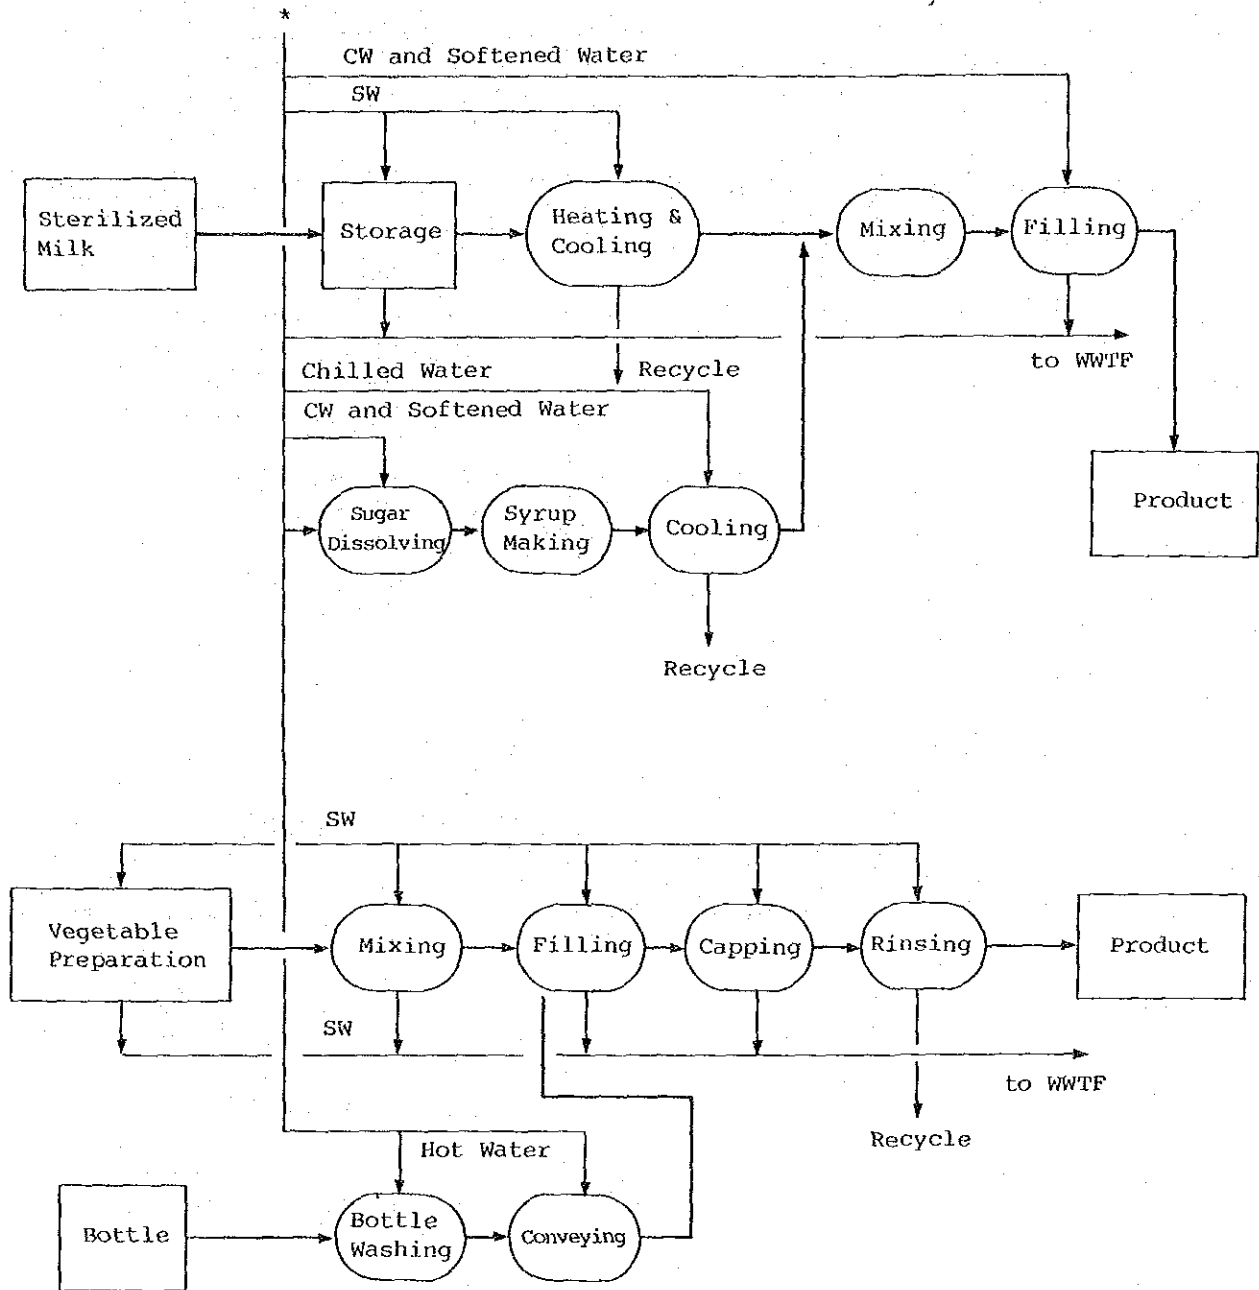 *
CW and Softened Water
SW
Sterilized
Milk
Storage
Heating &
Cooling
Mixing
Filling
to WWTF
Chilled Water
Recycle
CW and Softened Water
Product
Sugar
Dissolving
Syrup
Making
Cooling
Recycle
SW
Vegetable
Preparation
Mixing
Filling
Capping
Rinsing
Product
SW
to WWTF
Recycle
Hot Water
Bottle
Bottle
Washing
Conveying